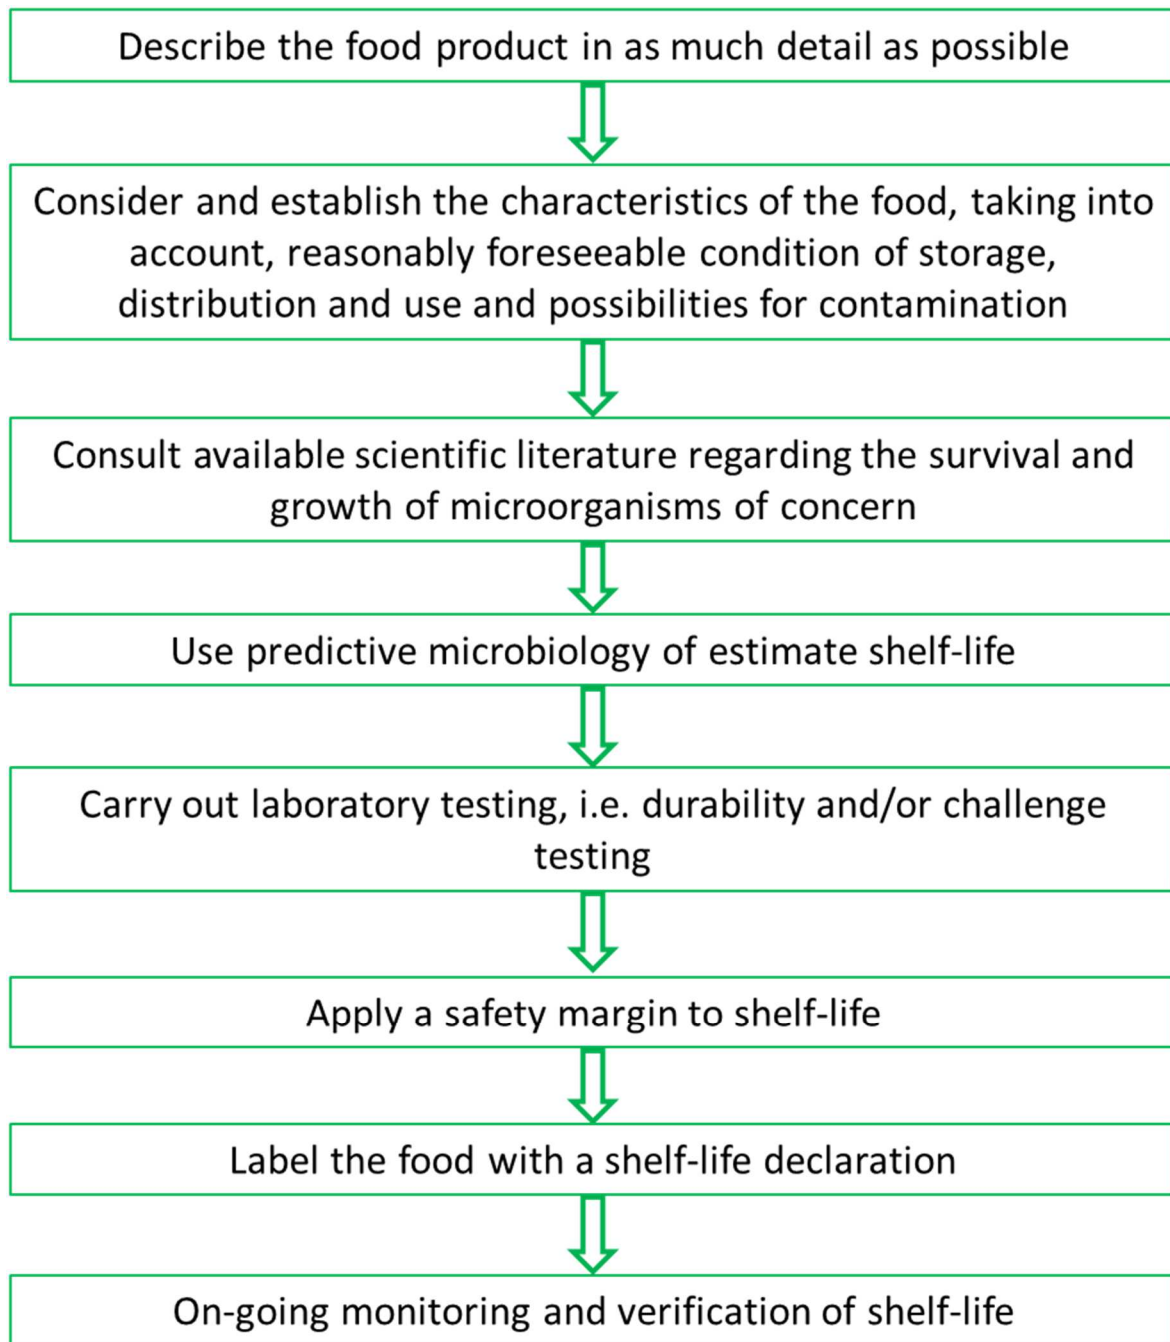 Describe the food product in as much detail as possible
Consider and establish the characteristics of the food, taking into
account, reasonably foreseeable condition of storage,
distribution and use and possibilities for contamination
Consult available scientific literature regarding the survival and
growth of microorganisms of concern
Use predictive microbiology of estimate shelf-life
Carry out laboratory testing, i.e. durability and/or challenge
testing
Apply a safety margin to shelf-life
Label the food with a shelf-life declaration
On-going monitoring and verification of shelf-life